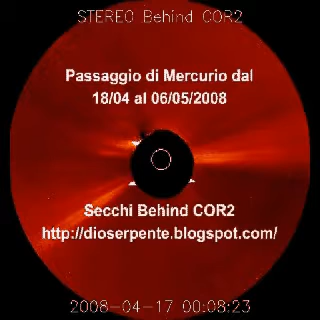 STEREO Behind COR2
Passaggio di Mercurio dal
18/04 al 06/05/2008
Secchi Behind COR2
http://dioserpente.blogspot.com/
2008-04-17 00:08:23